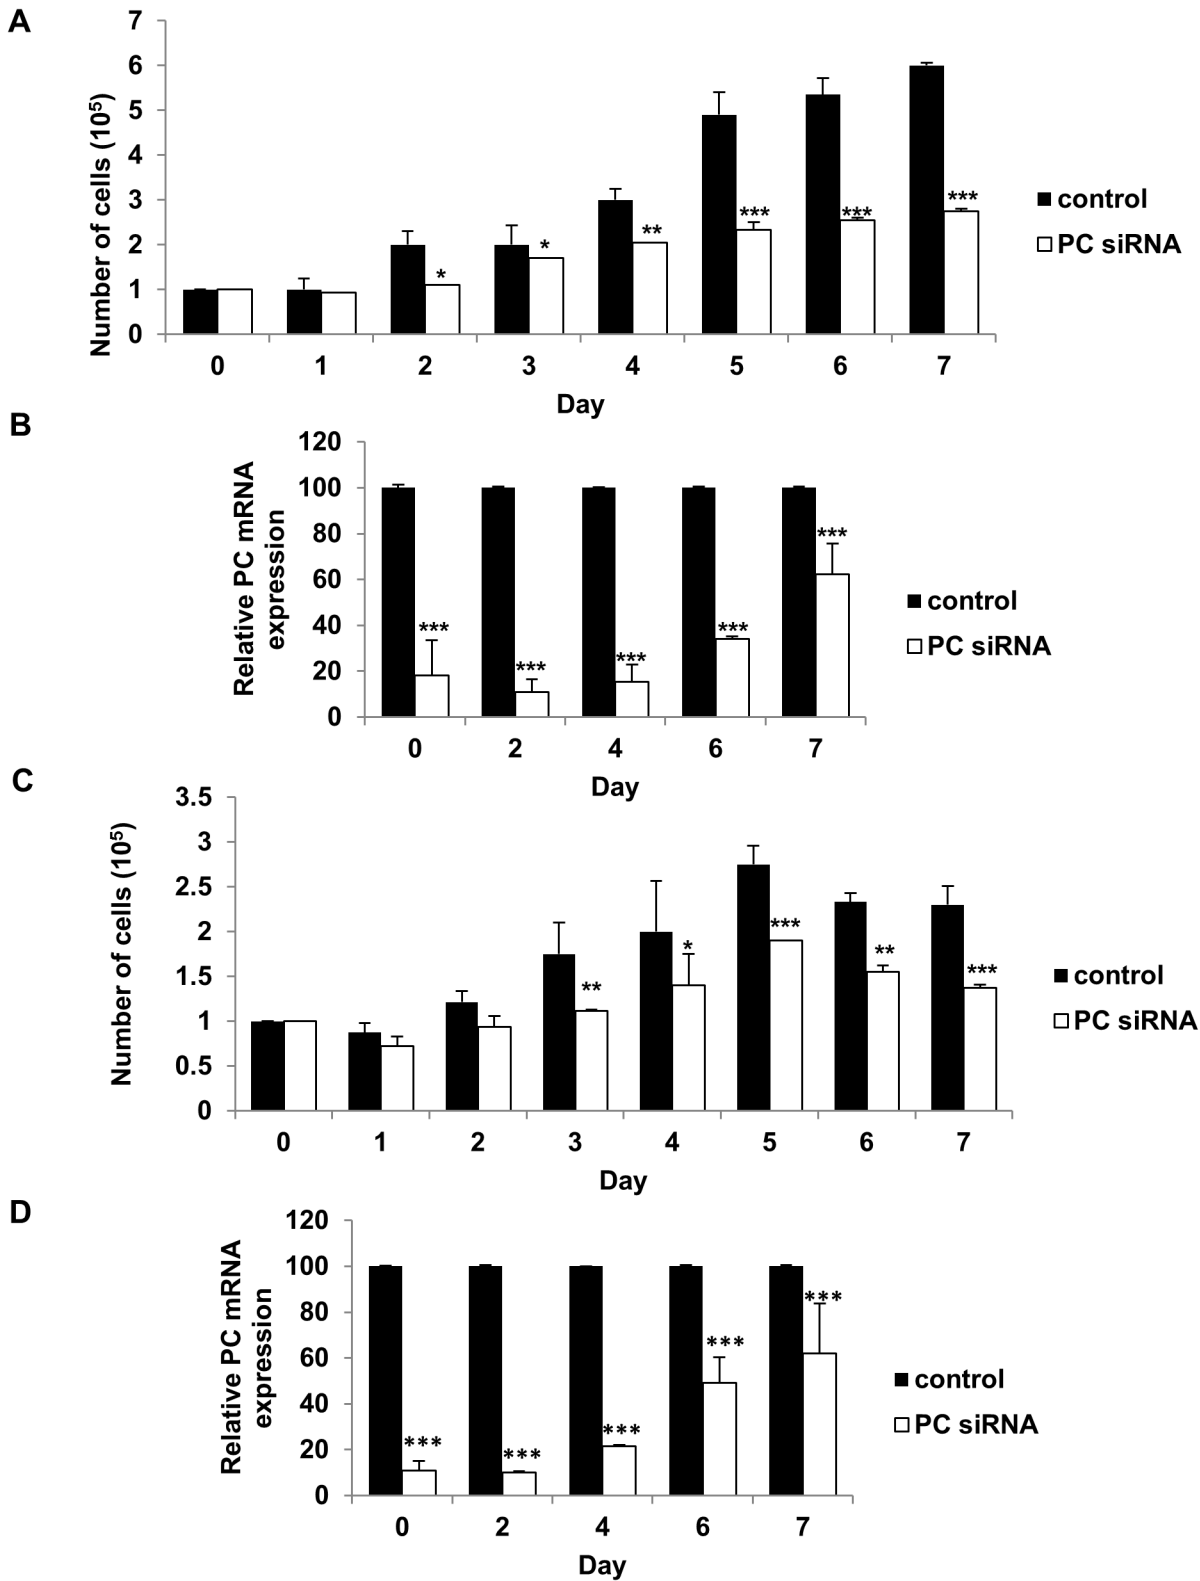 A
7
6
5
4
3
2
1
0
Number of cells (10⁵)
*
*
**
***
***
***
0 1 2 3 4 5 6 7
Day
control
PC siRNA
B
120
100
80
60
40
20
0
Relative PC mRNA
expression
***
***
***
***
***
0 2 4 6 7
Day
control
PC siRNA
C
3.5
3
2.5
2
1.5
1
0.5
0
Number of cells (10⁵)
**
*
***
**
***
0 1 2 3 4 5 6 7
Day
control
PC siRNA
D
120
100
80
60
40
20
0
Relative PC mRNA
expression
***
***
***
***
***
0 2 4 6 7
Day
control
PC siRNA